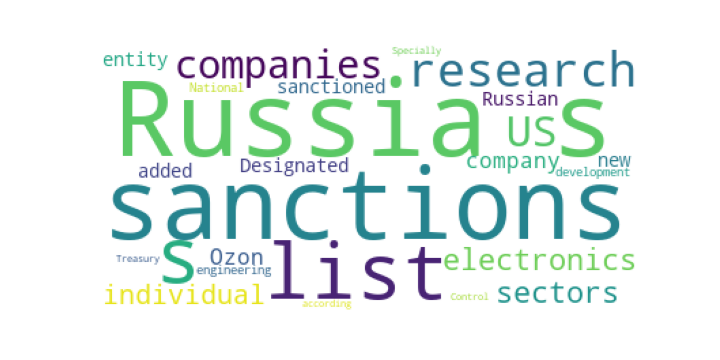 Specially
entity companies research
National sanctioned
Russia s
Russian
US
added Designated company new
development
sanctions
s list
Treasury Ozon electronics
engineering
individual sectors
according Control